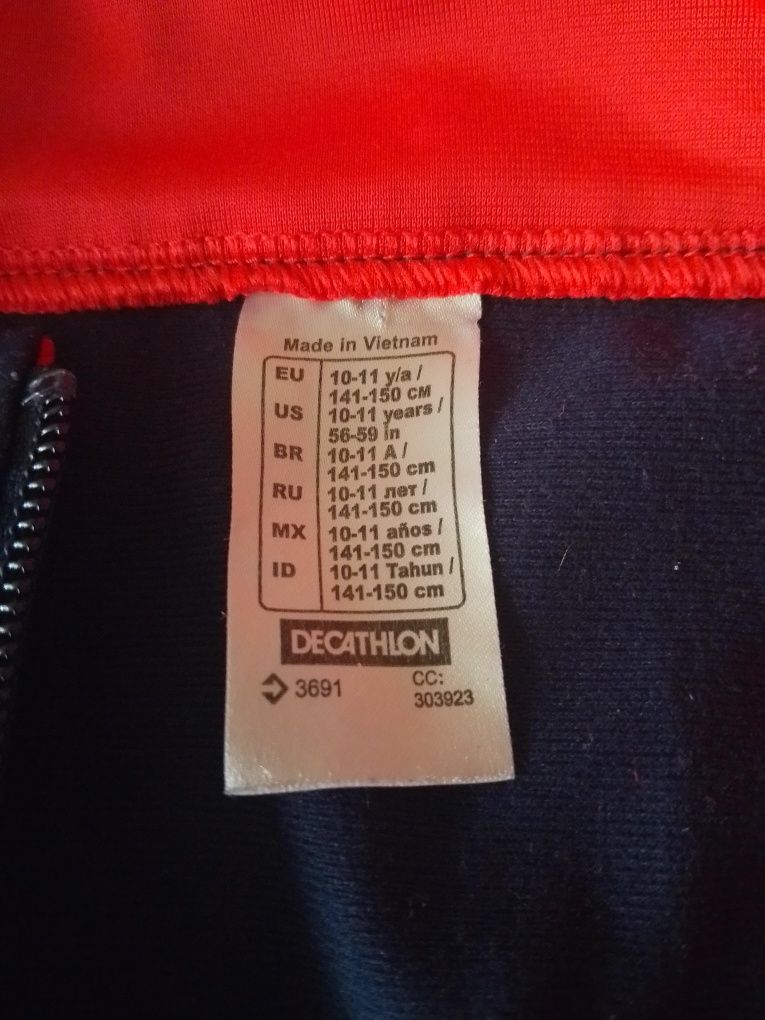 Made in Vietnam
EU 10-11 y/a /
141-150 см
US 10-11 years /
56-59 in
BR 10-11 A /
141-150 cm
RU 10-11 лет /
141-150 cm
MX 10-11 años /
141-150 cm
ID 10-11 Tahun /
141-150 cm
DECATHLON
3691 CC:
303923